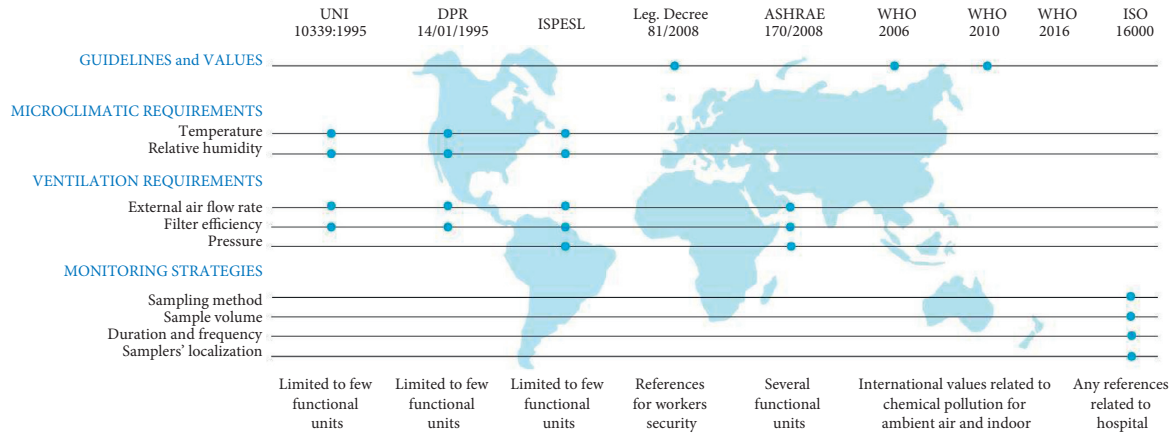 UNI
10339:1995
DPR
14/01/1995
ISPESL
Leg. Decree
81/2008
ASHRAE
170/2008
WHO
2006
WHO
2010
WHO
2016
ISO
16000
GUIDELINES and VALUES
MICROCLIMATIC REQUIREMENTS
Temperature
Relative humidity
VENTILATION REQUIREMENTS
External air flow rate
Filter efficiency
Pressure
MONITORING STRATEGIES
Sampling method
Sample volume
Duration and frequency
Samplers' localization
Limited to few
functional
units
Limited to few
functional
units
Limited to few
functional
units
References
for workers
security
Several
functional
units
International values related to
chemical pollution for
ambient air and indoor
Any references
related to
hospital